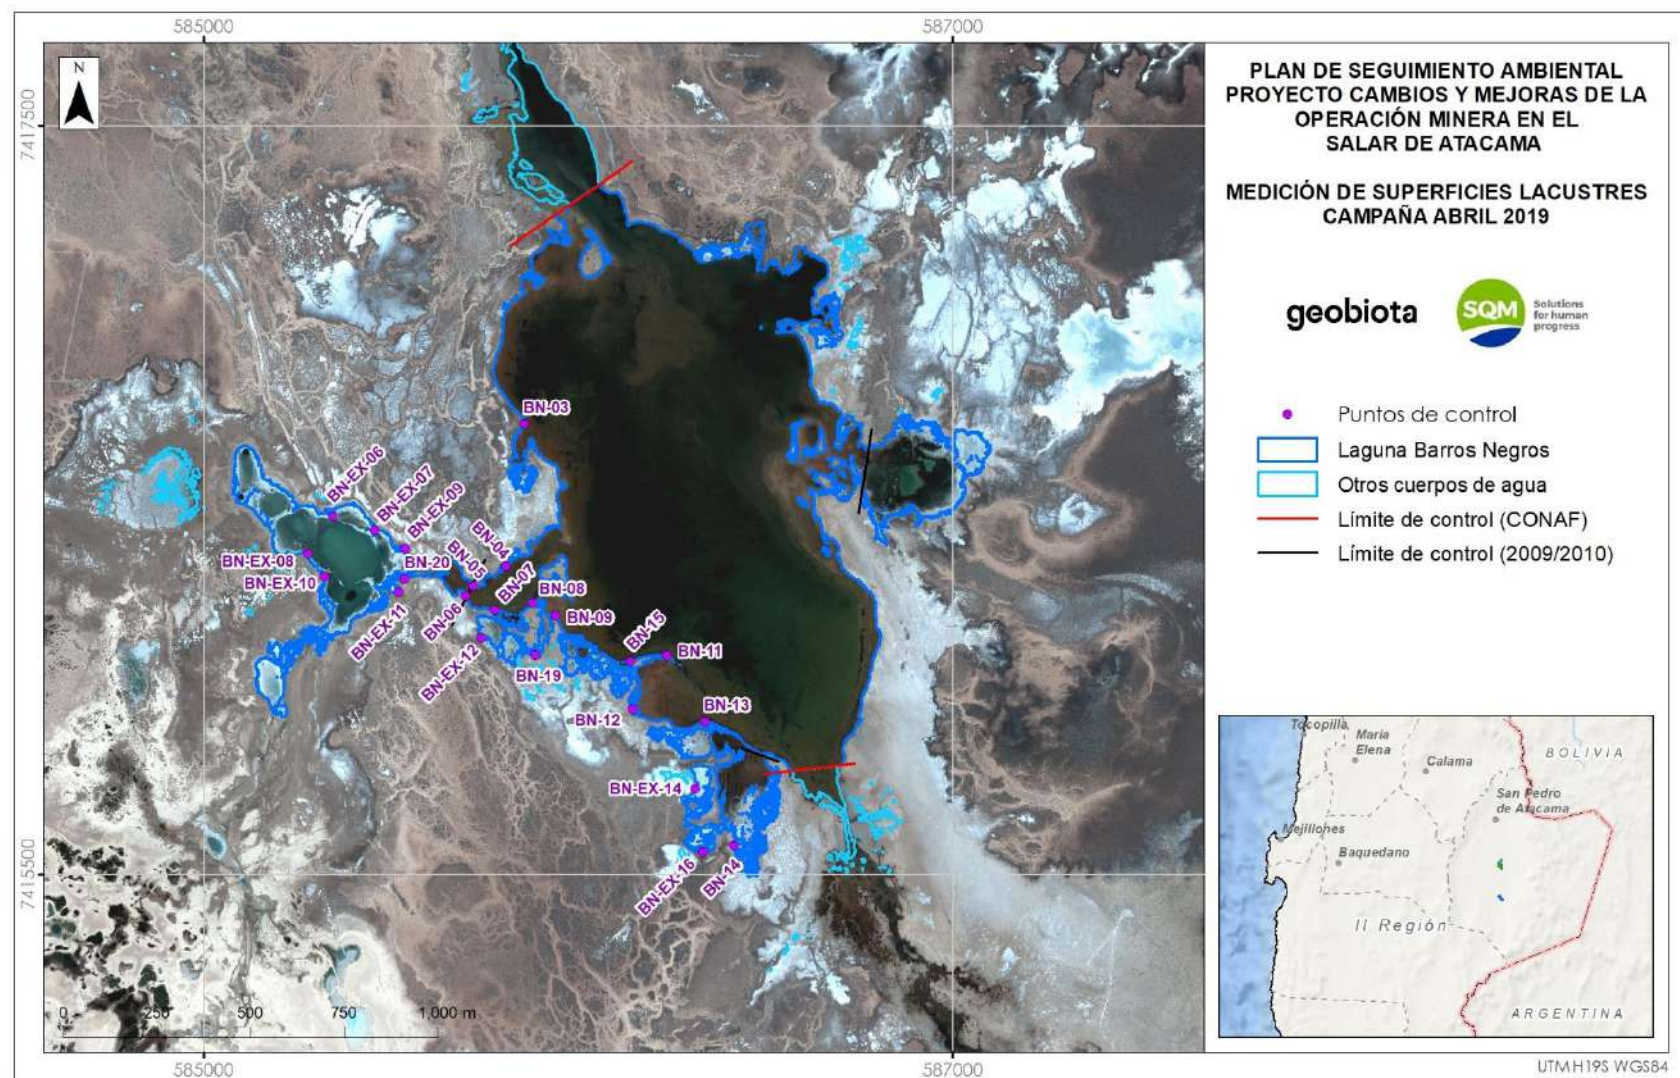 585000
587000
N
7417500
7415500
BN-03
BN-EX-06
BN-EX-07
BN-EX-09
BN-04
BN-05
BN-EX-08
BN-20
BN-07
BN-EX-10
BN-08
BN-06
BN-09
BN-EX-11
BN-15
BN-11
BN-EX-12
BN-19
BN-12
BN-13
BN-EX-14
BN-EX-16
BN-14
0 250 500 750 1.000 m
585000
587000
PLAN DE SEGUIMIENTO AMBIENTAL
PROYECTO CAMBIOS Y MEJORAS DE LA
OPERACIÓN MINERA EN EL
SALAR DE ATACAMA
MEDICIÓN DE SUPERFICIES LACUSTRES
CAMPAÑA ABRIL 2019
geobiota
SQM
Solutions
for human
progress
Puntos de control
Laguna Barros Negros
Otros cuerpos de agua
Límite de control (CONAF)
Límite de control (2009/2010)
Tocopilla
Maria
Elena
BOLIVIA
Calama
San Pedro
de Atacama
Mejillones
Baquedano
II Región
ARGENTINA
UTM H19S WGS84